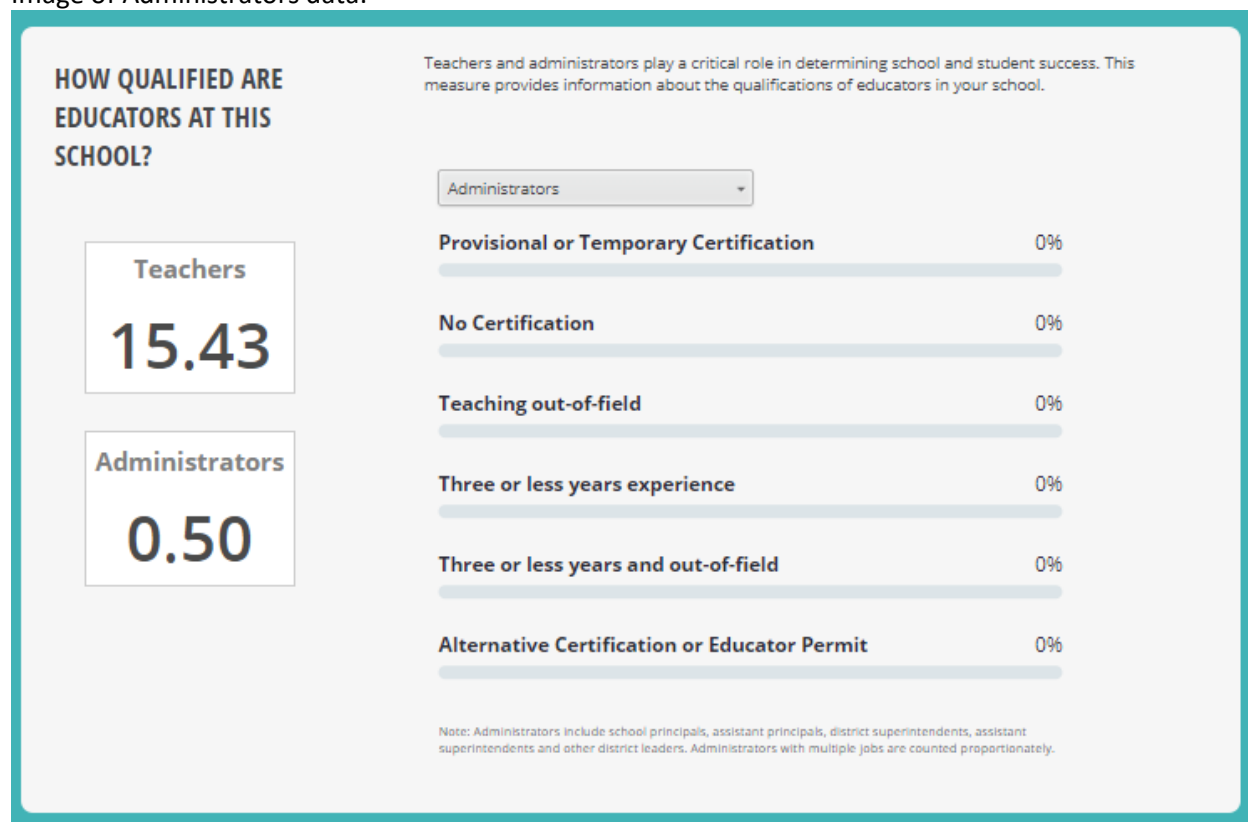 Image of Administrators data:
HOW QUALIFIED ARE
EDUCATORS AT THIS
SCHOOL?
Teachers and administrators play a critical role in determining school and student success. This
measure provides information about the qualifications of educators in your school.
Teachers
15.43
Administrators
0.50
Administrators
Provisional or Temporary Certification 0%
No Certification 0%
Teaching out-of-field 0%
Three or less years experience 0%
Three or less years and out-of-field 0%
Alternative Certification or Educator Permit 0%
Note: Administrators include school principals, assistant principals, district superintendents, assistant
superintendents and other district leaders. Administrators with multiple jobs are counted proportionately.